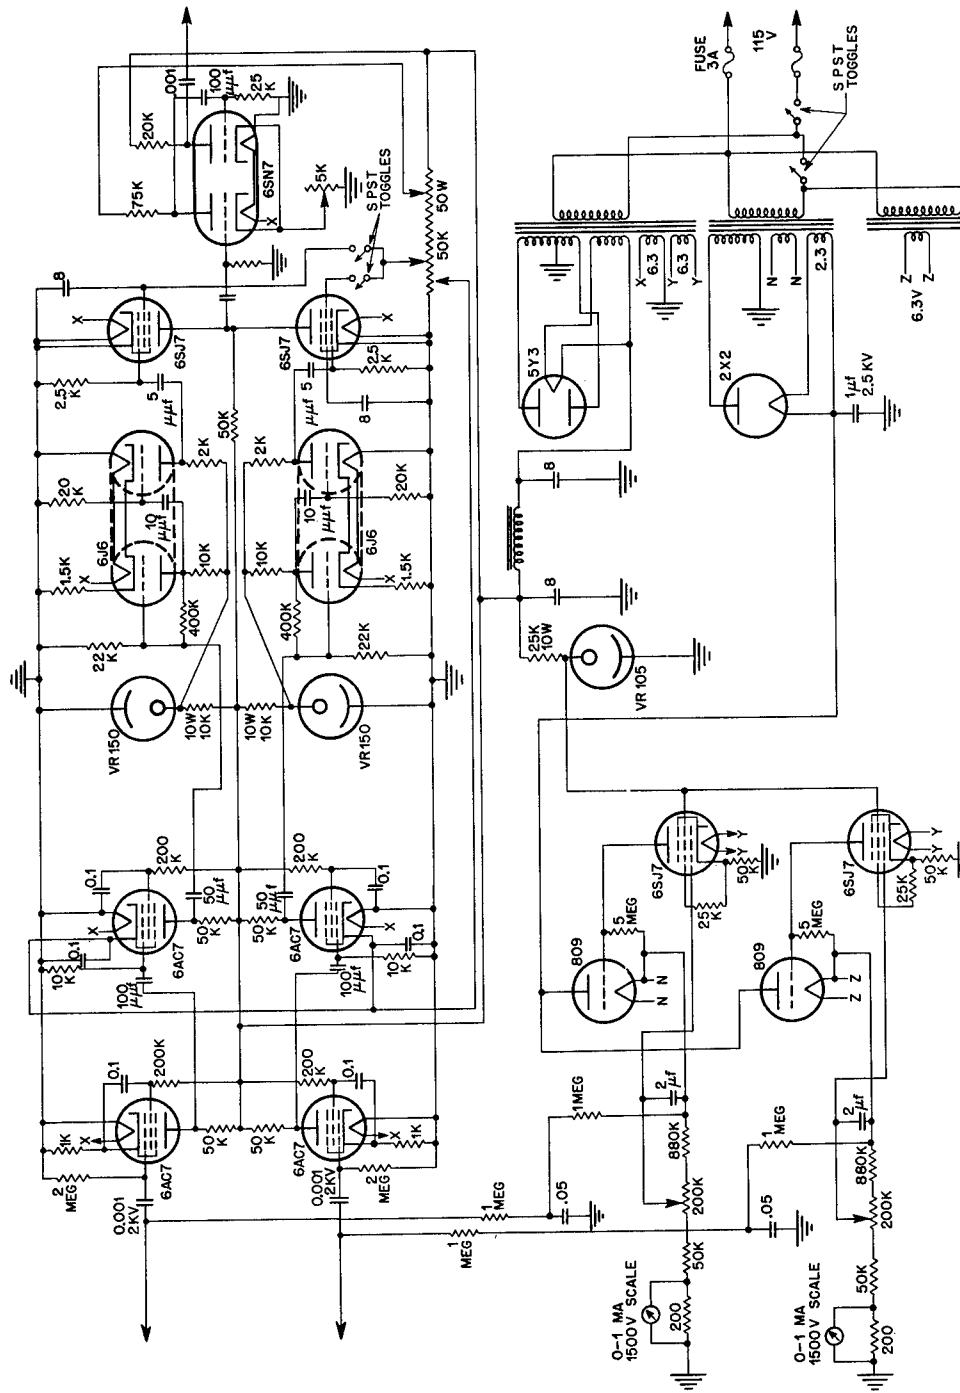 0.001
2KV
2
MEG
1K
X
6AC7
0.1
200K
50
K
10
K
0.1
100
μμf
6AC7
X
0.1
200
K
50
μμf
50
K
VR150
10W
10K
22
K
400K
1.5K
X
6J6
10K
20
K
10
μμf
2K
2.5
K
5
μμf
6SJ7
X
8
50K
75K
20K
.001
100
μμf
25
K
6SN7
X
5K
SPST
TOGGLES
50K
50W
0.001
2KV
2
MEG
1K
X
6AC7
0.1
200
K
50
K
10
K
0.1
100
μμf
6AC7
X
0.1
200
K
50
μμf
50
K
VR150
10W
10K
22K
400K
1.5K
X
6J6
10K
20K
10
μμf
2K
2.5
K
5
μμf
6SJ7
X
8
1
MEG
1
MEG
.05
1MEG
0-1 MA
1500V SCALE
200
50K
200K
880K
2
μf
809
N
N
5
MEG
6SJ7
25
K
50
K
Y
Y
0-1 MA
1500V SCALE
200
50K
200K
880K
2
μf
.05
1
MEG
809
Z
Z
5
MEG
6SJ7
25K
50
K
Y
Y
25K
10W
VR105
8
8
5Y3
2X2
1μf
2.5KV
X
6.3
Y
6.3
Y
N
N
2.3
Z
Z
6.3V
FUSE
3A
115
V
SPST
TOGGLES